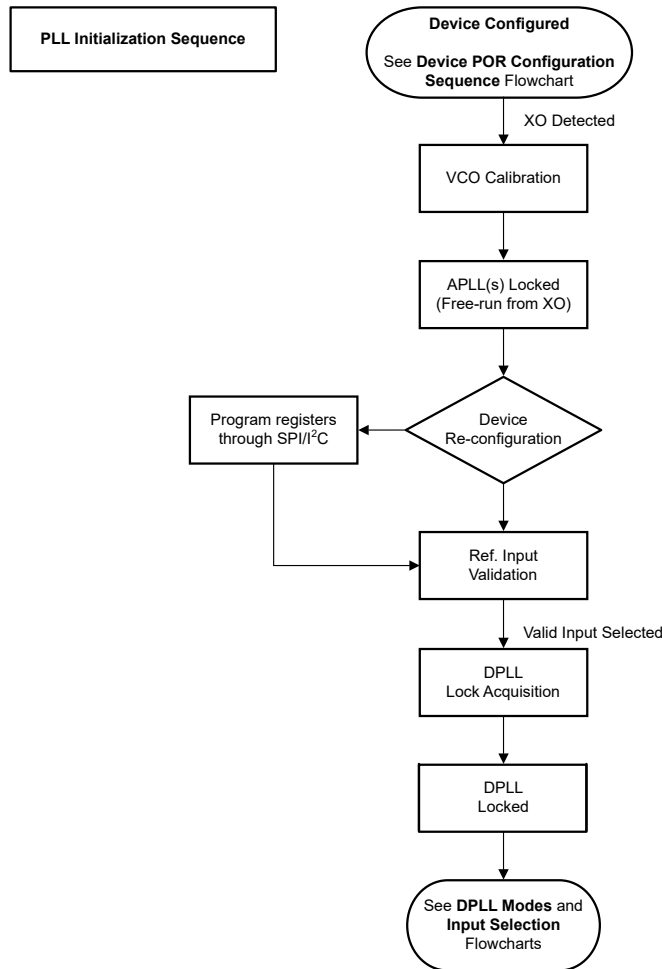 PLL Initialization Sequence
Device Configured
See Device POR Configuration
Sequence Flowchart
XO Detected
VCO Calibration
APLL(s) Locked
(Free-run from XO)
Device
Re-configuration
Program registers
through SPI/I²C
Ref. Input
Validation
Valid Input Selected
DPLL
Lock Acquisition
DPLL
Locked
See DPLL Modes and
Input Selection
Flowcharts